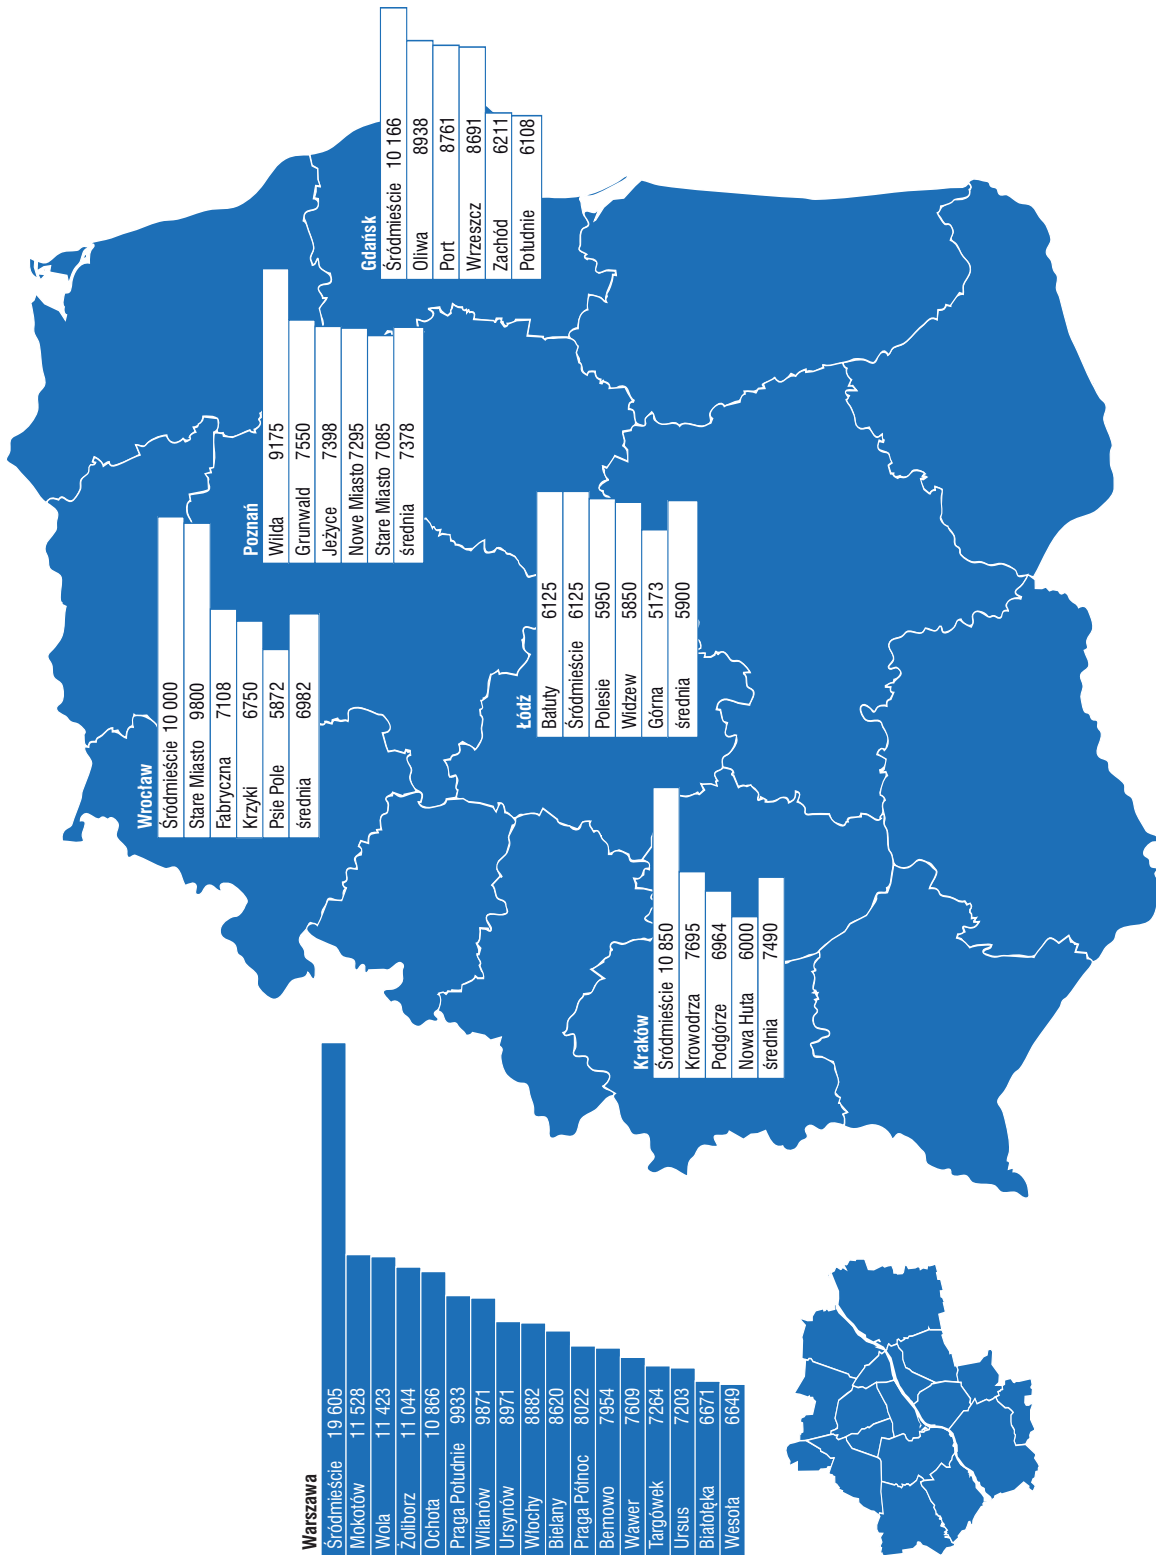 Warszawa
Śródmieście 19 605
Mokotów 11 528
Wola 11 423
Żoliborz 11 044
Ochota 10 866
Praga Południe 9933
Wilanów 9871
Ursynów 8971
Włochy 8882
Bielany 8620
Praga Północ 8022
Bemowo 7954
Wawer 7609
Targówek 7264
Ursus 7203
Białołęka 6671
Wesoła 6649
Wrocław
Śródmieście 10 000
Stare Miasto 9800
Fabryczna 7108
Krzyki 6750
Psie Pole 5872
średnia 6982
Poznań
Wilda 9175
Grunwald 7550
Jeżyce 7398
Nowe Miasto 7295
Stare Miasto 7085
średnia 7378
Gdańsk
Śródmieście 10 166
Oliwa 8938
Port 8761
Wrzeszcz 8691
Zachód 6211
Południe 6108
Łódź
Bałuty 6125
Śródmieście 6125
Polesie 5950
Widzew 5850
Górna 5173
średnia 5900
Kraków
Śródmieście 10 850
Krowodrza 7695
Podgórze 6964
Nowa Huta 6000
średnia 7490